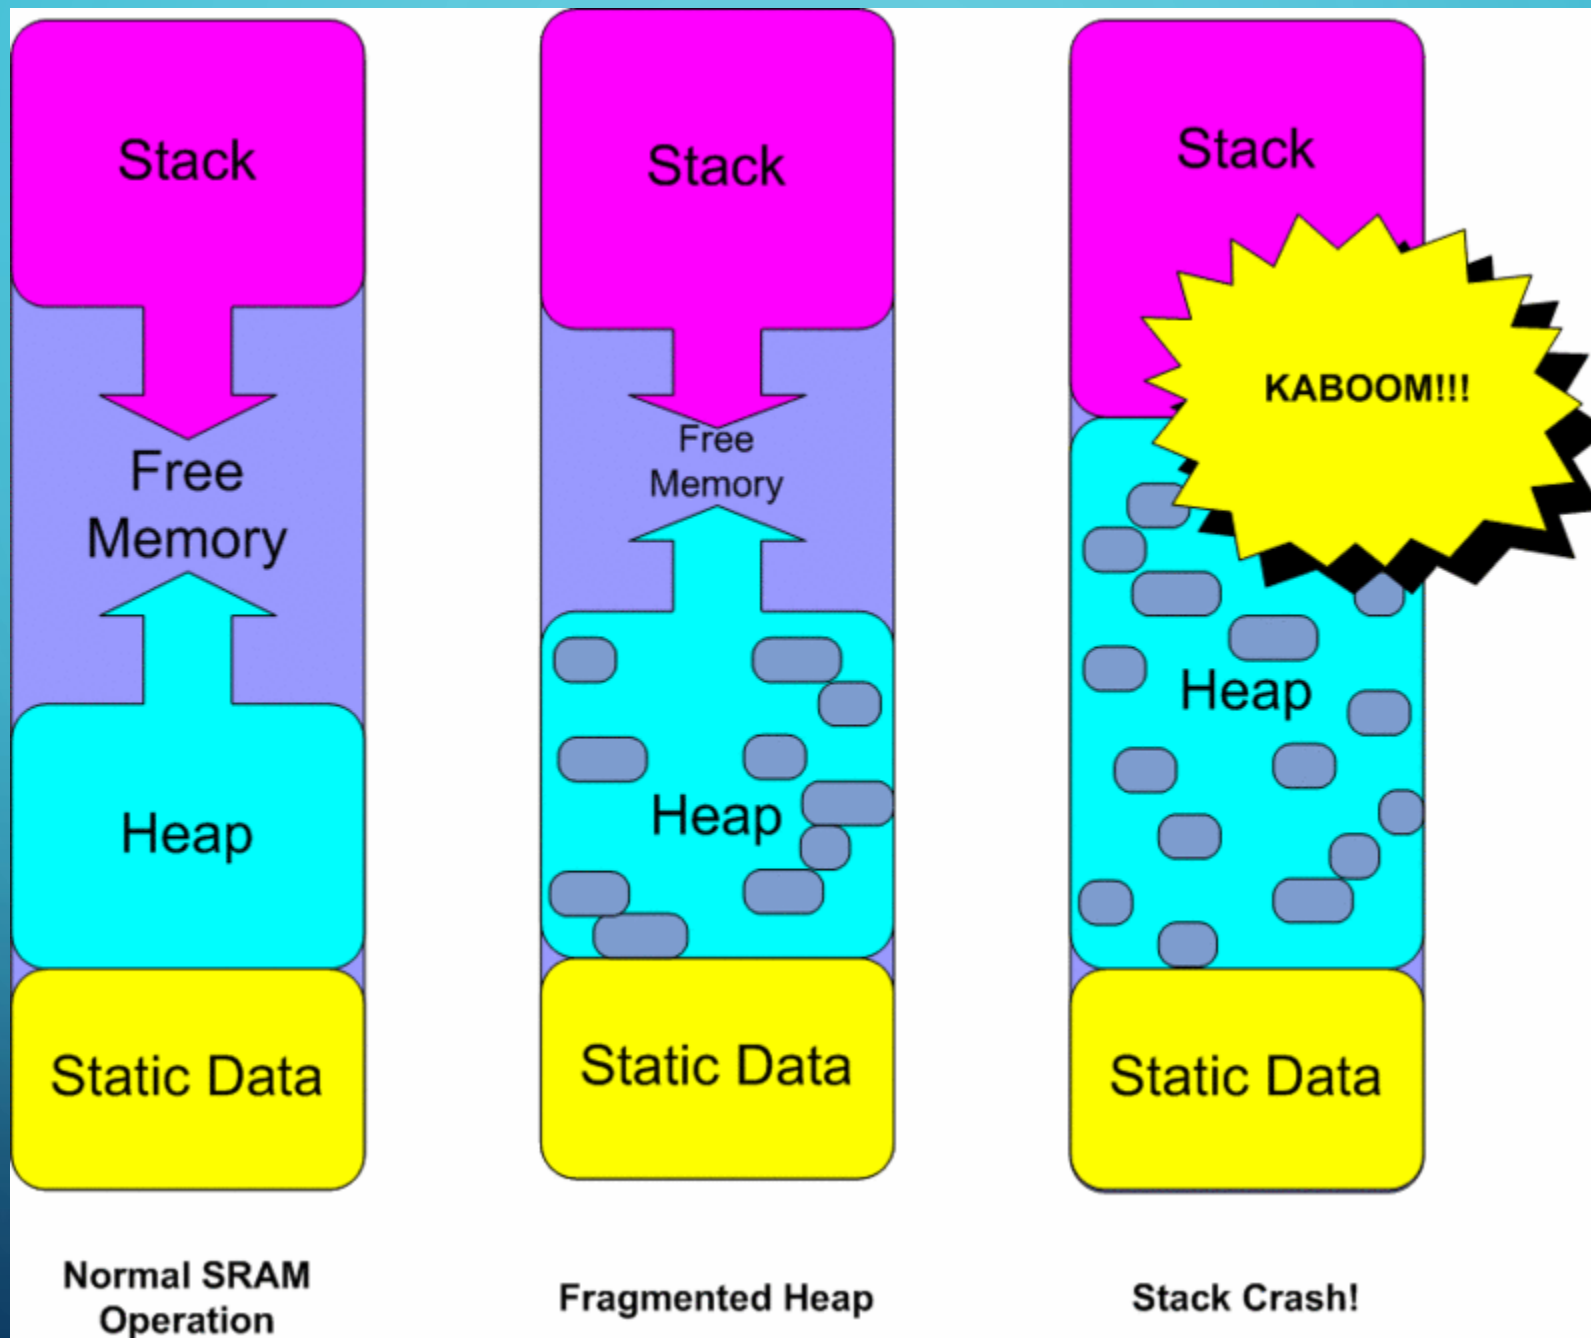 Stack
Free
Memory
Heap
Static Data
Normal SRAM
Operation
Stack
Free
Memory
Heap
Static Data
Fragmented Heap
Stack
KABOOM!!!
Heap
Static Data
Stack Crash!